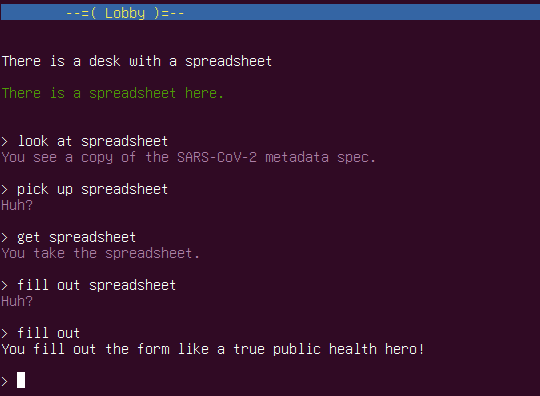 --=( Lobby )=--
There is a desk with a spreadsheet
There is a spreadsheet here.
> look at spreadsheet
You see a copy of the SARS-CoV-2 metadata spec.
> pick up spreadsheet
Huh?
> get spreadsheet
You take the spreadsheet.
> fill out spreadsheet
Huh?
> fill out
You fill out the form like a true public health hero!
>